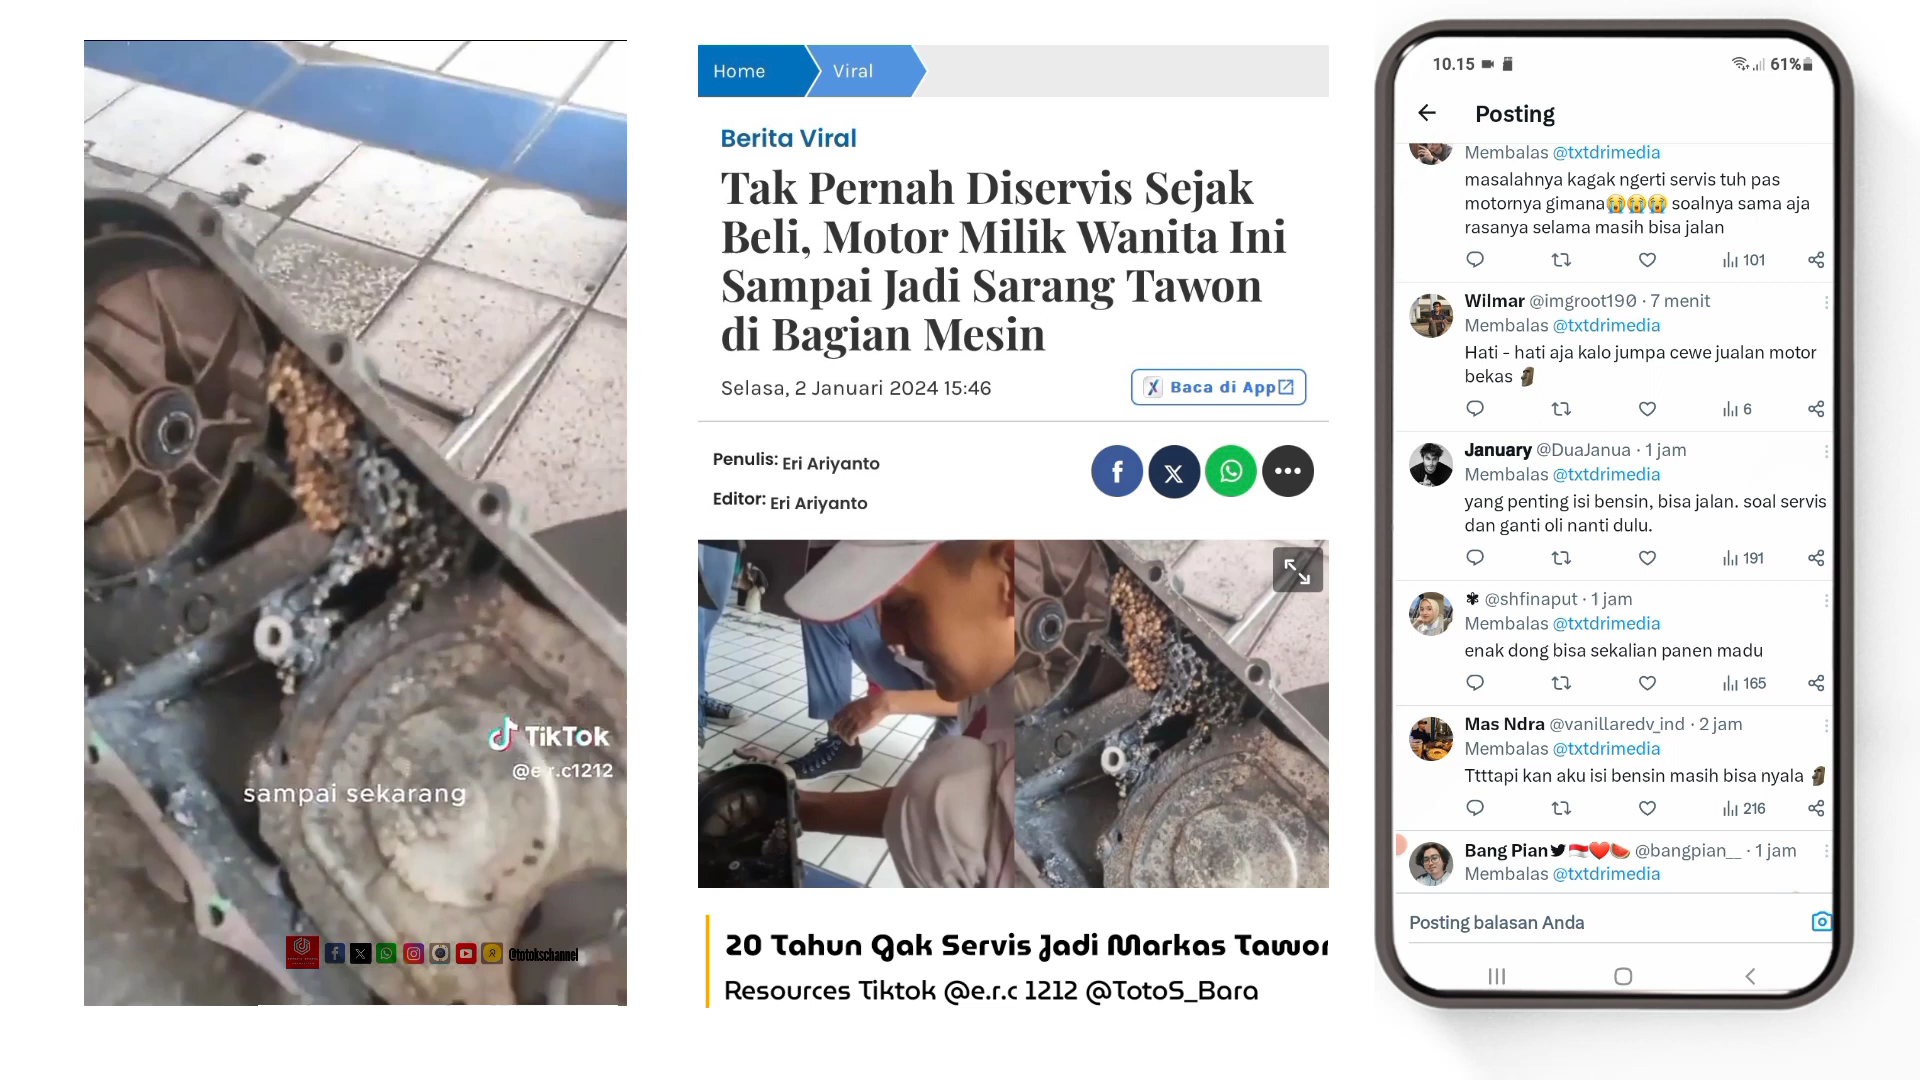 TikTok
@e.r.c1212
sampai sekarang
@totokschannel
Home
Viral
Berita Viral
Tak Pernah Diservis Sejak
Beli, Motor Milik Wanita Ini
Sampai Jadi Sarang Tawon
di Bagian Mesin
Selasa, 2 Januari 2024 15:46
Baca di App
Penulis: Eri Ariyanto
Editor: Eri Ariyanto
20 Tahun Gak Servis Jadi Markas Tawon
Resources Tiktok @e.r.c 1212 @TotoS_Bara
10.15
61%
Posting
Membalas @txtdrimedia
masalahnya kagak ngerti servis tuh pas
motornya gimana😭😭😭 soalnya sama aja
rasanya selama masih bisa jalan
101
Wilmar @imgroot190 · 7 menit
Membalas @txtdrimedia
Hati - hati aja kalo jumpa cewe jualan motor
bekas 🗿
6
January @DuaJanua · 1 jam
Membalas @txtdrimedia
yang penting isi bensin, bisa jalan. soal servis
dan ganti oli nanti dulu.
191
@shfinaput · 1 jam
Membalas @txtdrimedia
enak dong bisa sekalian panen madu
165
Mas Ndra @vanillaredv_ind · 2 jam
Membalas @txtdrimedia
Ttttapi kan aku isi bensin masih bisa nyala 🗿
216
Bang Pian🐦🇮🇩❤️🍉 @bangpian__ · 1 jam
Membalas @txtdrimedia
Posting balasan Anda